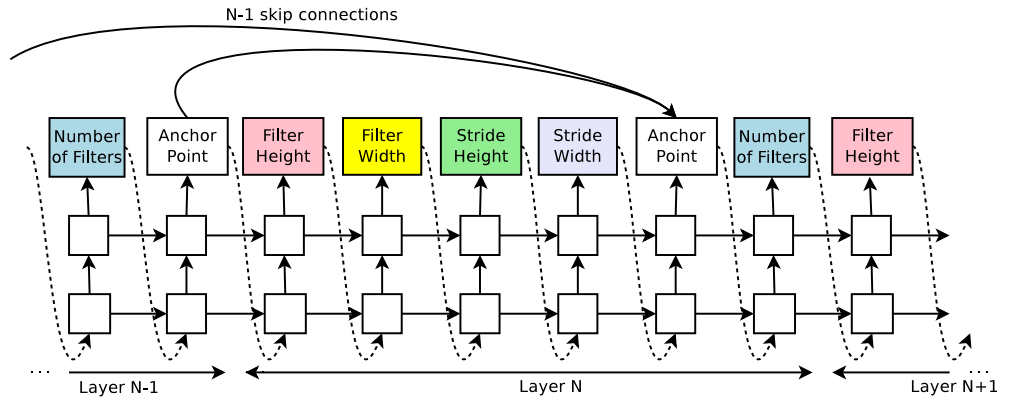 N-1 skip connections
Number
of Filters
Anchor
Point
Filter
Height
Filter
Width
Stride
Height
Stride
Width
Anchor
Point
Number
of Filters
Filter
Height
...
Layer N-1
Layer N
Layer N+1
...